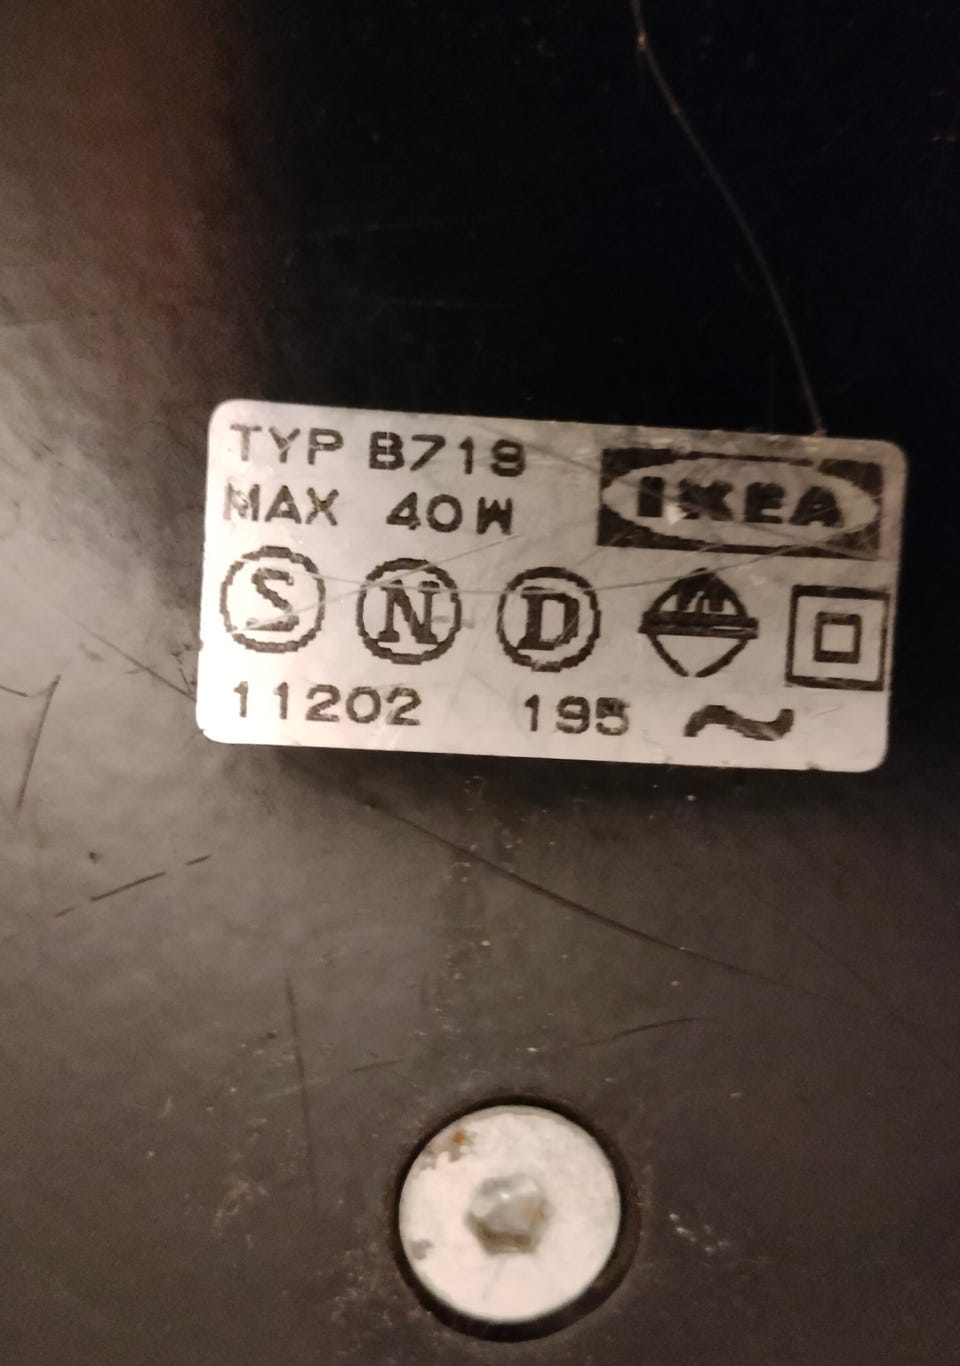 TYP B719
MAX 40W
IKEA
S N D
11202 195 ~